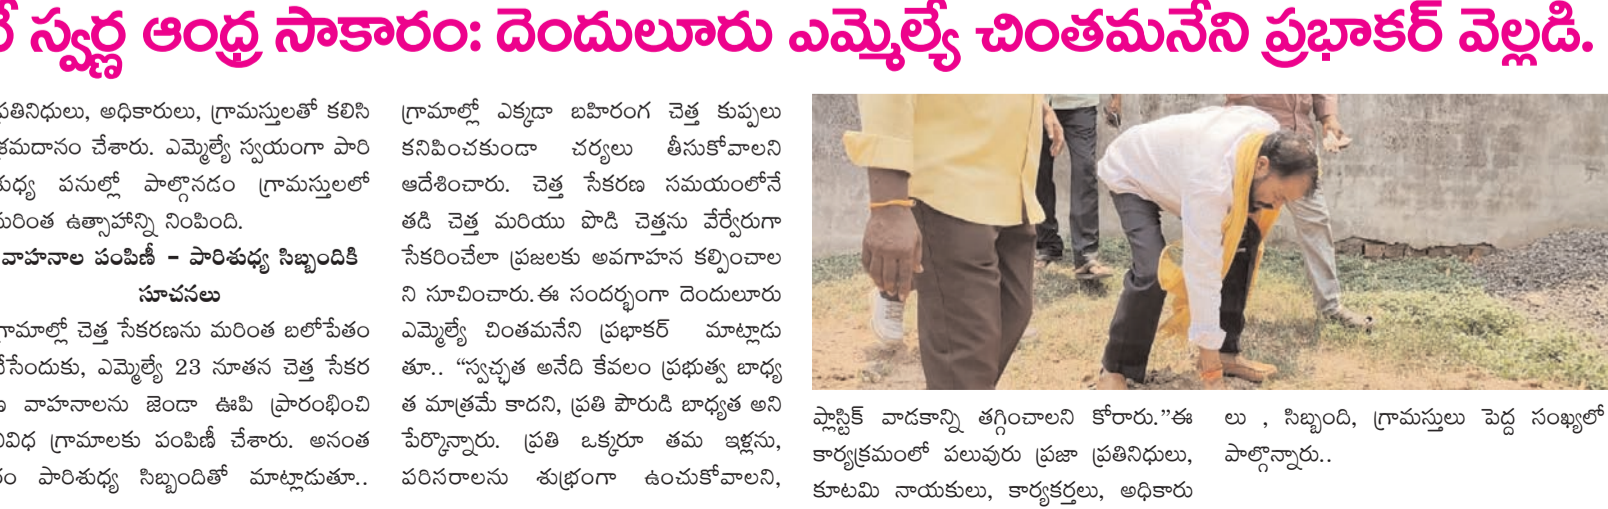 స్వర్ణ ఆంధ్ర సాకారం: దెందులూరు ఎమ్మెల్యే చింతమనేని ప్రభాకర్ వెల్లడి.
ప్రతినిధులు, అధికారులు, గ్రామస్తులతో కలిసి
శ్రమదానం చేశారు. ఎమ్మెల్యే స్వయంగా పారి
శుధ్య పనుల్లో పాల్గొనడం గ్రామస్తులలో
మరింత ఉత్సాహాన్ని నింపింది.
వాహనాల పంపిణీ – పారిశుధ్య సిబ్బందికి
సూచనలు
గ్రామాల్లో చెత్త సేకరణను మరింత బలోపేతం
చేసేందుకు, ఎమ్మెల్యే 23 నూతన చెత్త సేకర
ణ వాహనాలను జెండా ఊపి ప్రారంభించి
వివిధ గ్రామాలకు పంపిణీ చేశారు. అనంత
రం పారిశుధ్య సిబ్బందితో మాట్లాడుతూ..
గ్రామాల్లో ఎక్కడా బహిరంగ చెత్త కుప్పలు
కనిపించకుండా చర్యలు తీసుకోవాలని
ఆదేశించారు. చెత్త సేకరణ సమయంలోనే
తడి చెత్త మరియు పొడి చెత్తను వేర్వేరుగా
సేకరించేలా ప్రజలకు అవగాహన కల్పించాల
ని సూచించారు.ఈ సందర్భంగా దెందులూరు
ఎమ్మెల్యే చింతమనేని ప్రభాకర్ మాట్లాడు
తూ.. “స్వచ్ఛత అనేది కేవలం ప్రభుత్వ బాధ్య
త మాత్రమే కాదని, ప్రతి పౌరుడి బాధ్యత అని
పేర్కొన్నారు. ప్రతి ఒక్కరూ తమ ఇళ్లను,
పరిసరాలను శుభ్రంగా ఉంచుకోవాలని,
ప్లాస్టిక్ వాడకాన్ని తగ్గించాలని కోరారు.”ఈ
కార్యక్రమంలో పలువురు ప్రజా ప్రతినిధులు,
కూటమి నాయకులు, కార్యకర్తలు, అధికారు
లు , సిబ్బంది, గ్రామస్తులు పెద్ద సంఖ్యలో
పాల్గొన్నారు..